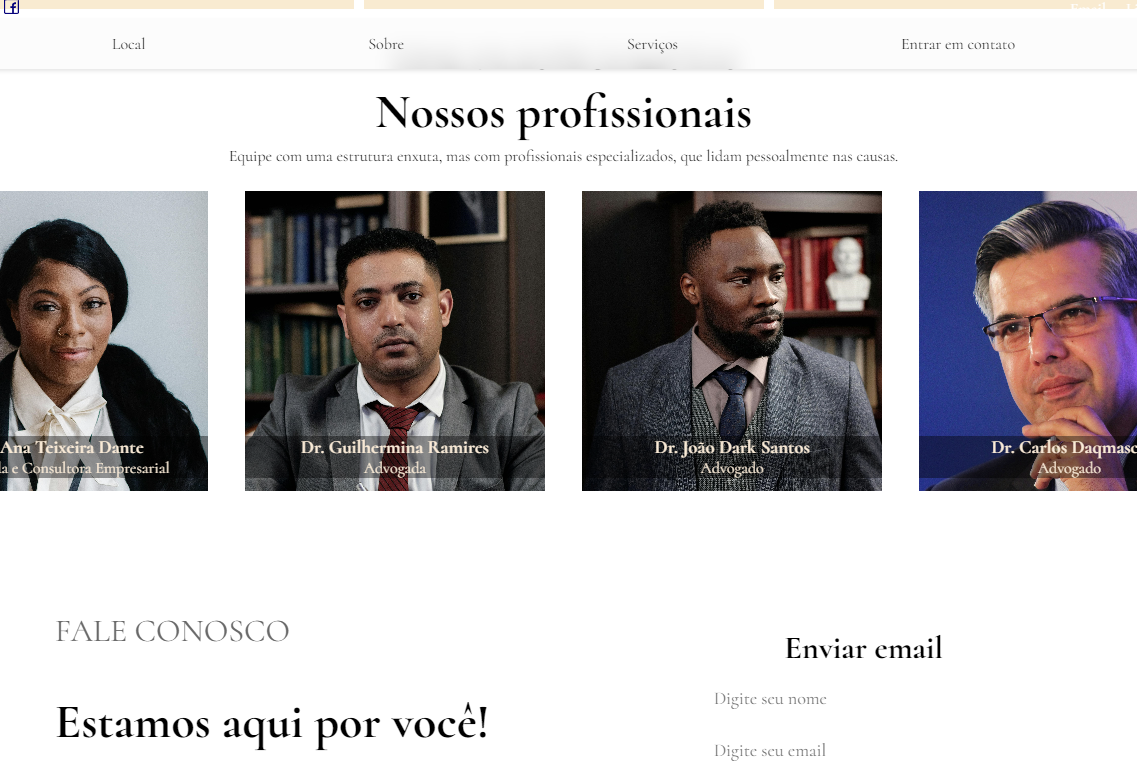 Local
Sobre
Serviços
Entrar em contato
Nossos profissionais
Equipe com uma estrutura enxuta, mas com profissionais especializados, que lidam pessoalmente nas causas.
Ana Teixeira Dante
e Consultora Empresarial
Dr. Guilhermina Ramires
Advogada
Dr. João Dark Santos
Advogado
Dr. Carlos
Advogado
FALE CONOSCO
Enviar email
Digite seu nome
Estamos aqui por você!
Digite seu email